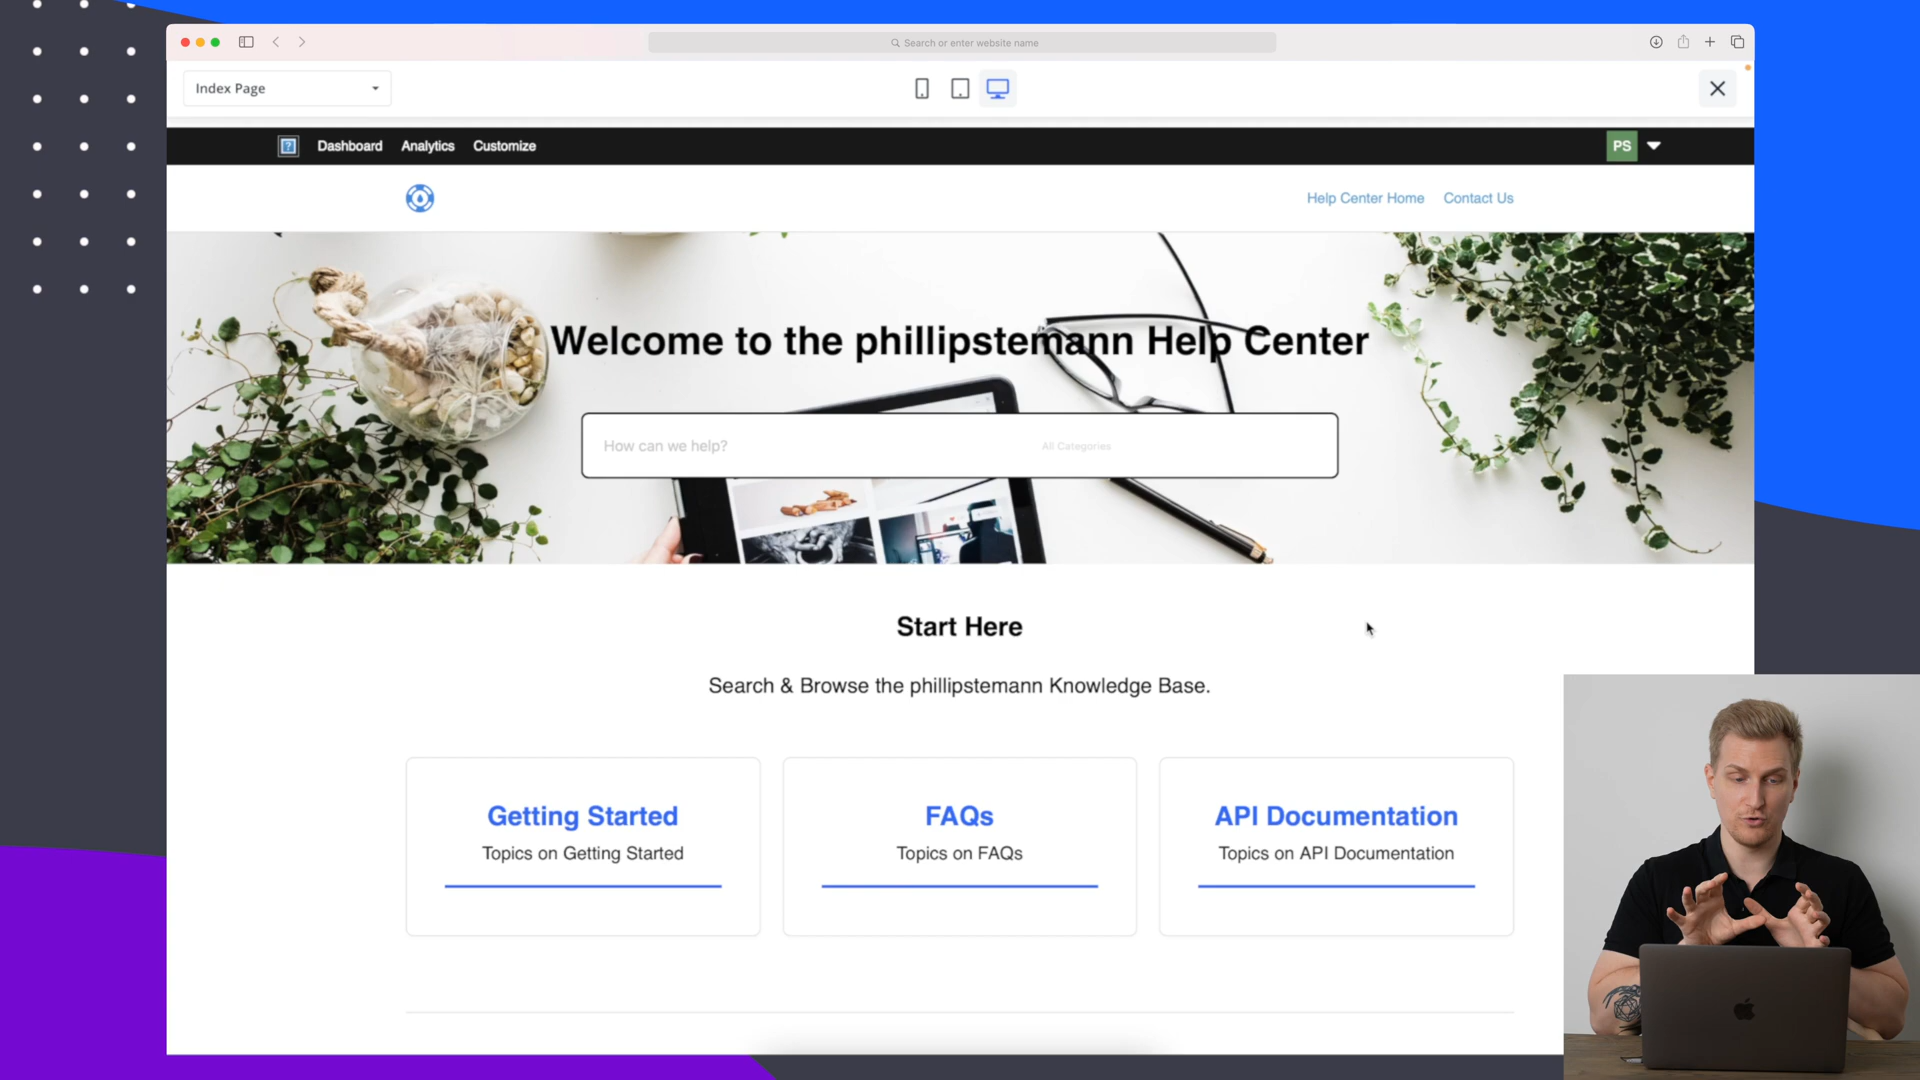 Search or enter website name
Index Page
Dashboard Analytics Customize
PS
Help Center Home Contact Us
Welcome to the phillipstemann Help Center
How can we help? All Categories
Start Here
Search & Browse the phillipstemann Knowledge Base.
Getting Started FAQs API Documentation
Topics on Getting Started Topics on FAQs Topics on API Documentation